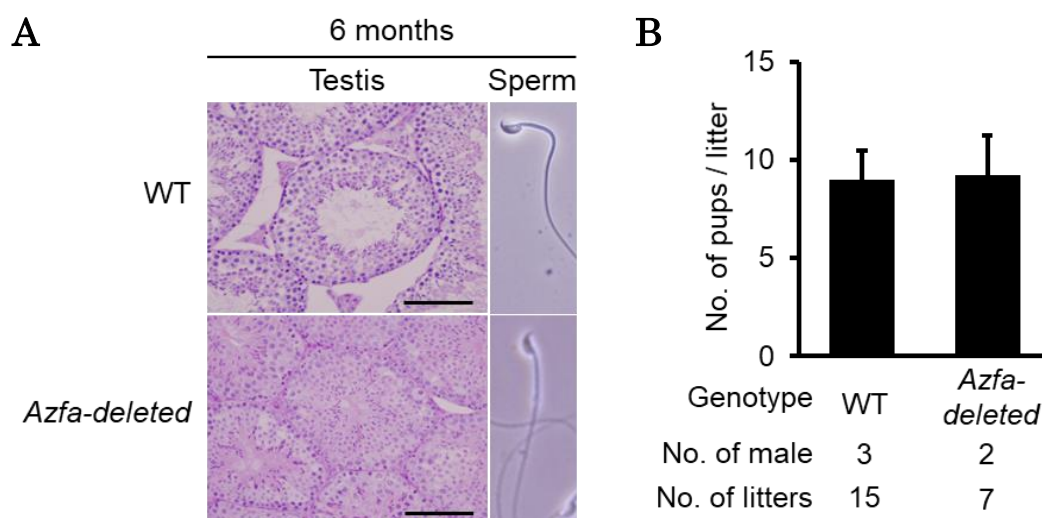 A
6 months
Testis Sperm
WT
Azfa-deleted
B
No. of pups / litter
15
10
5
0
Genotype WT Azfa-
deleted
No. of male 3 2
No. of litters 15 7